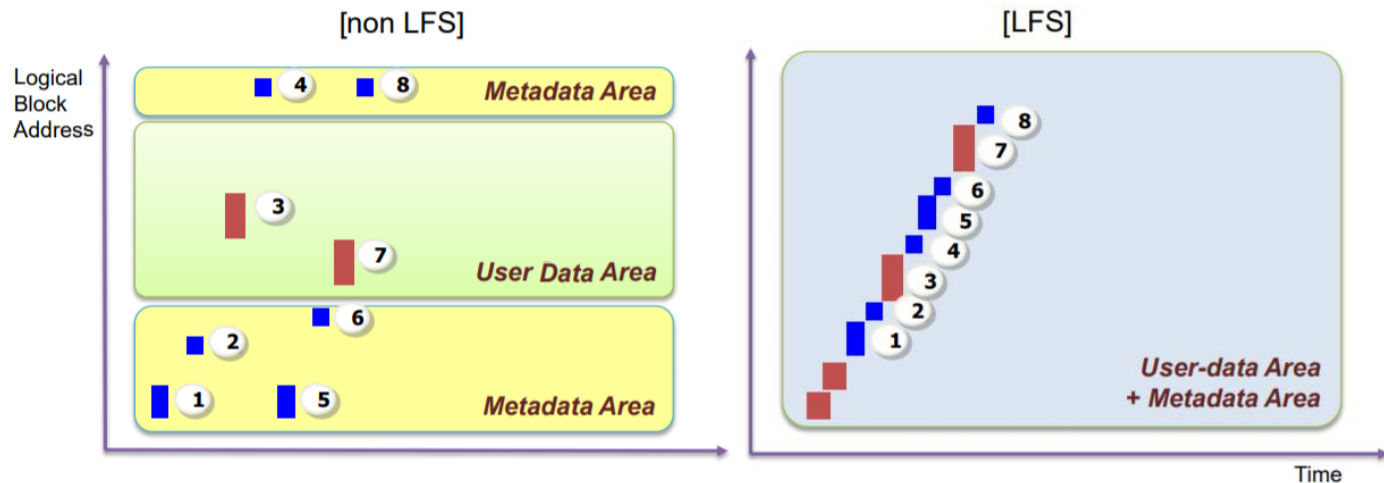 [non LFS]
[LFS]
Logical
Block
Address
4
8
Metadata Area
3
7
User Data Area
6
2
1
5
Metadata Area
8
7
6
5
4
3
2
1
User-data Area
+ Metadata Area
Time